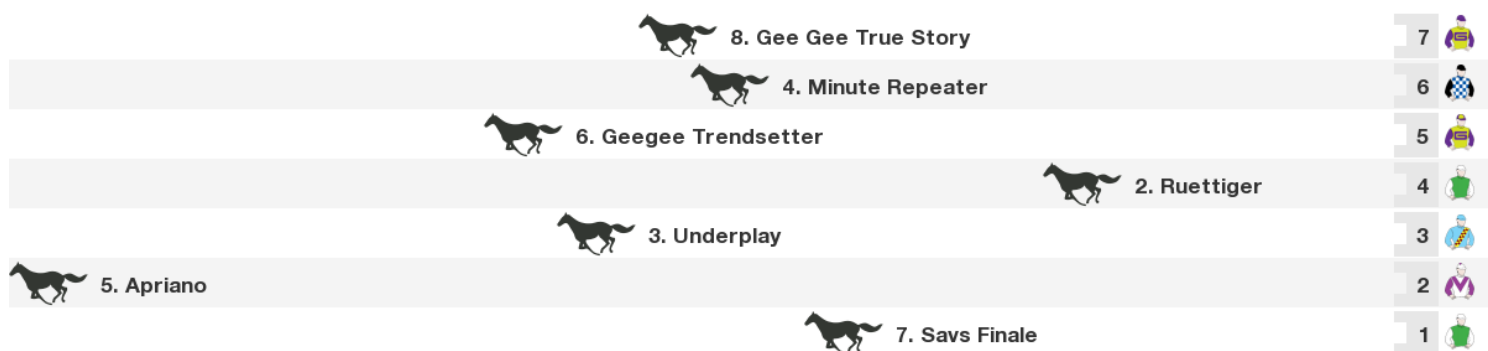 8. Gee Gee True Story 7
4. Minute Repeater 6
6. Geegee Trendsetter 5
2. Ruettiger 4
3. Underplay 3
5. Apriano 2
7. Savs Finale 1